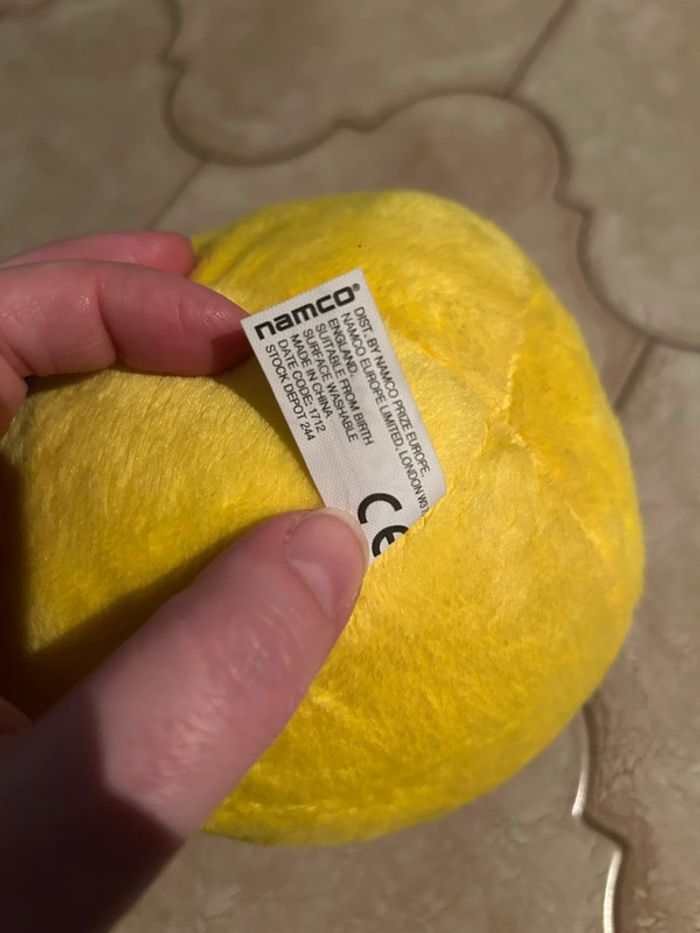 namco®
DIST. BY NAMCO PRIZE EUROPE.
NAMCO EUROPE LIMITED, LONDON W3
ENGLAND.
SUITABLE FROM BIRTH
SURFACE WASHABLE
MADE IN CHINA
DATE CODE: 1712
STOCK DEPOT 244
CE